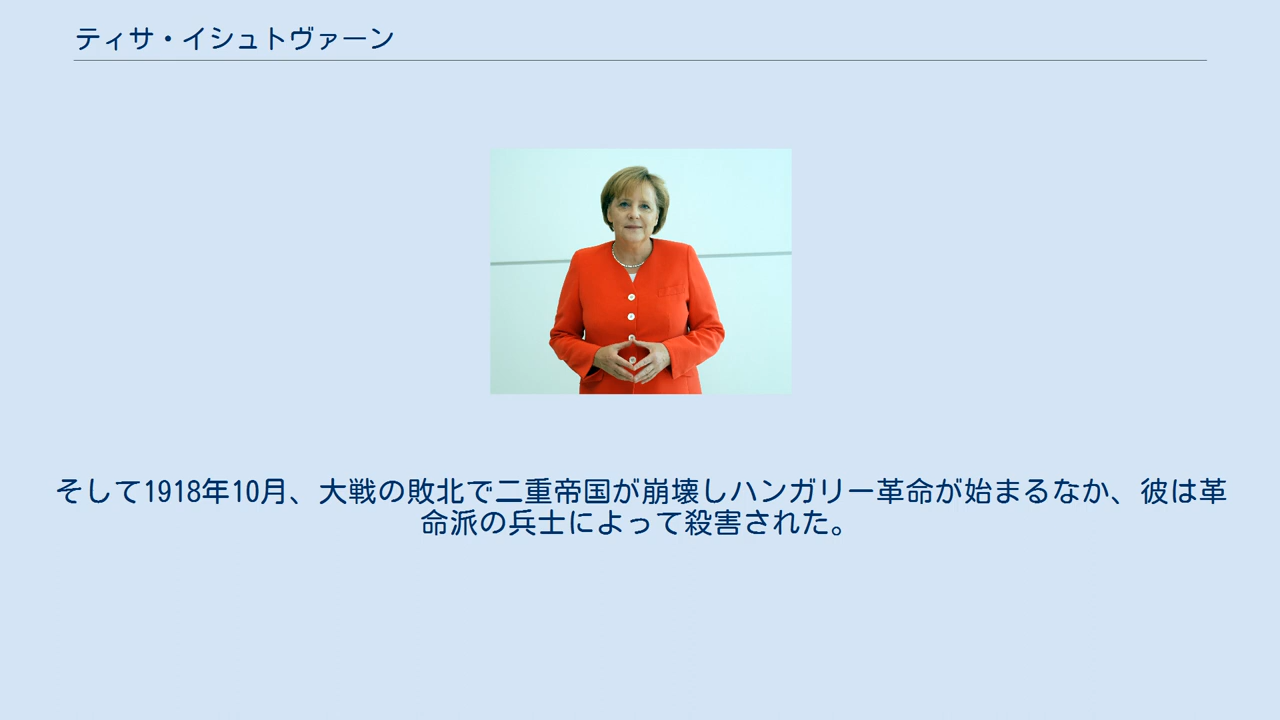 ティサ・イシュトヴァーン
そして1918年10月、大戦の敗北で二重帝国が崩壊しハンガリー革命が始まるなか、彼は革
命派の兵士によって殺害された。